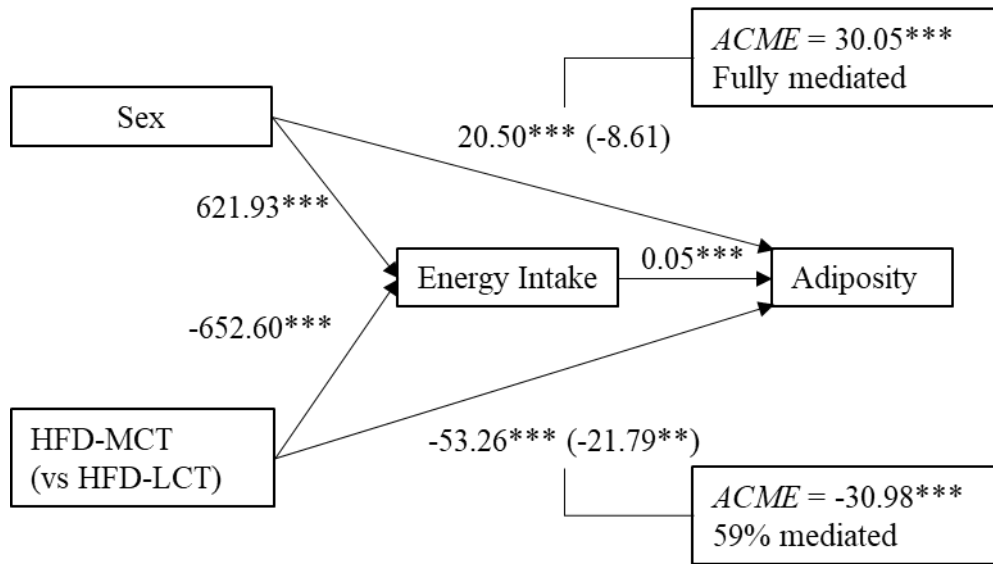 ACME = 30.05***
Fully mediated
Sex
20.50*** (-8.61)
621.93***
Energy Intake
0.05***
Adiposity
-652.60***
HFD-MCT
(vs HFD-LCT)
-53.26*** (-21.79**)
ACME = -30.98***
59% mediated